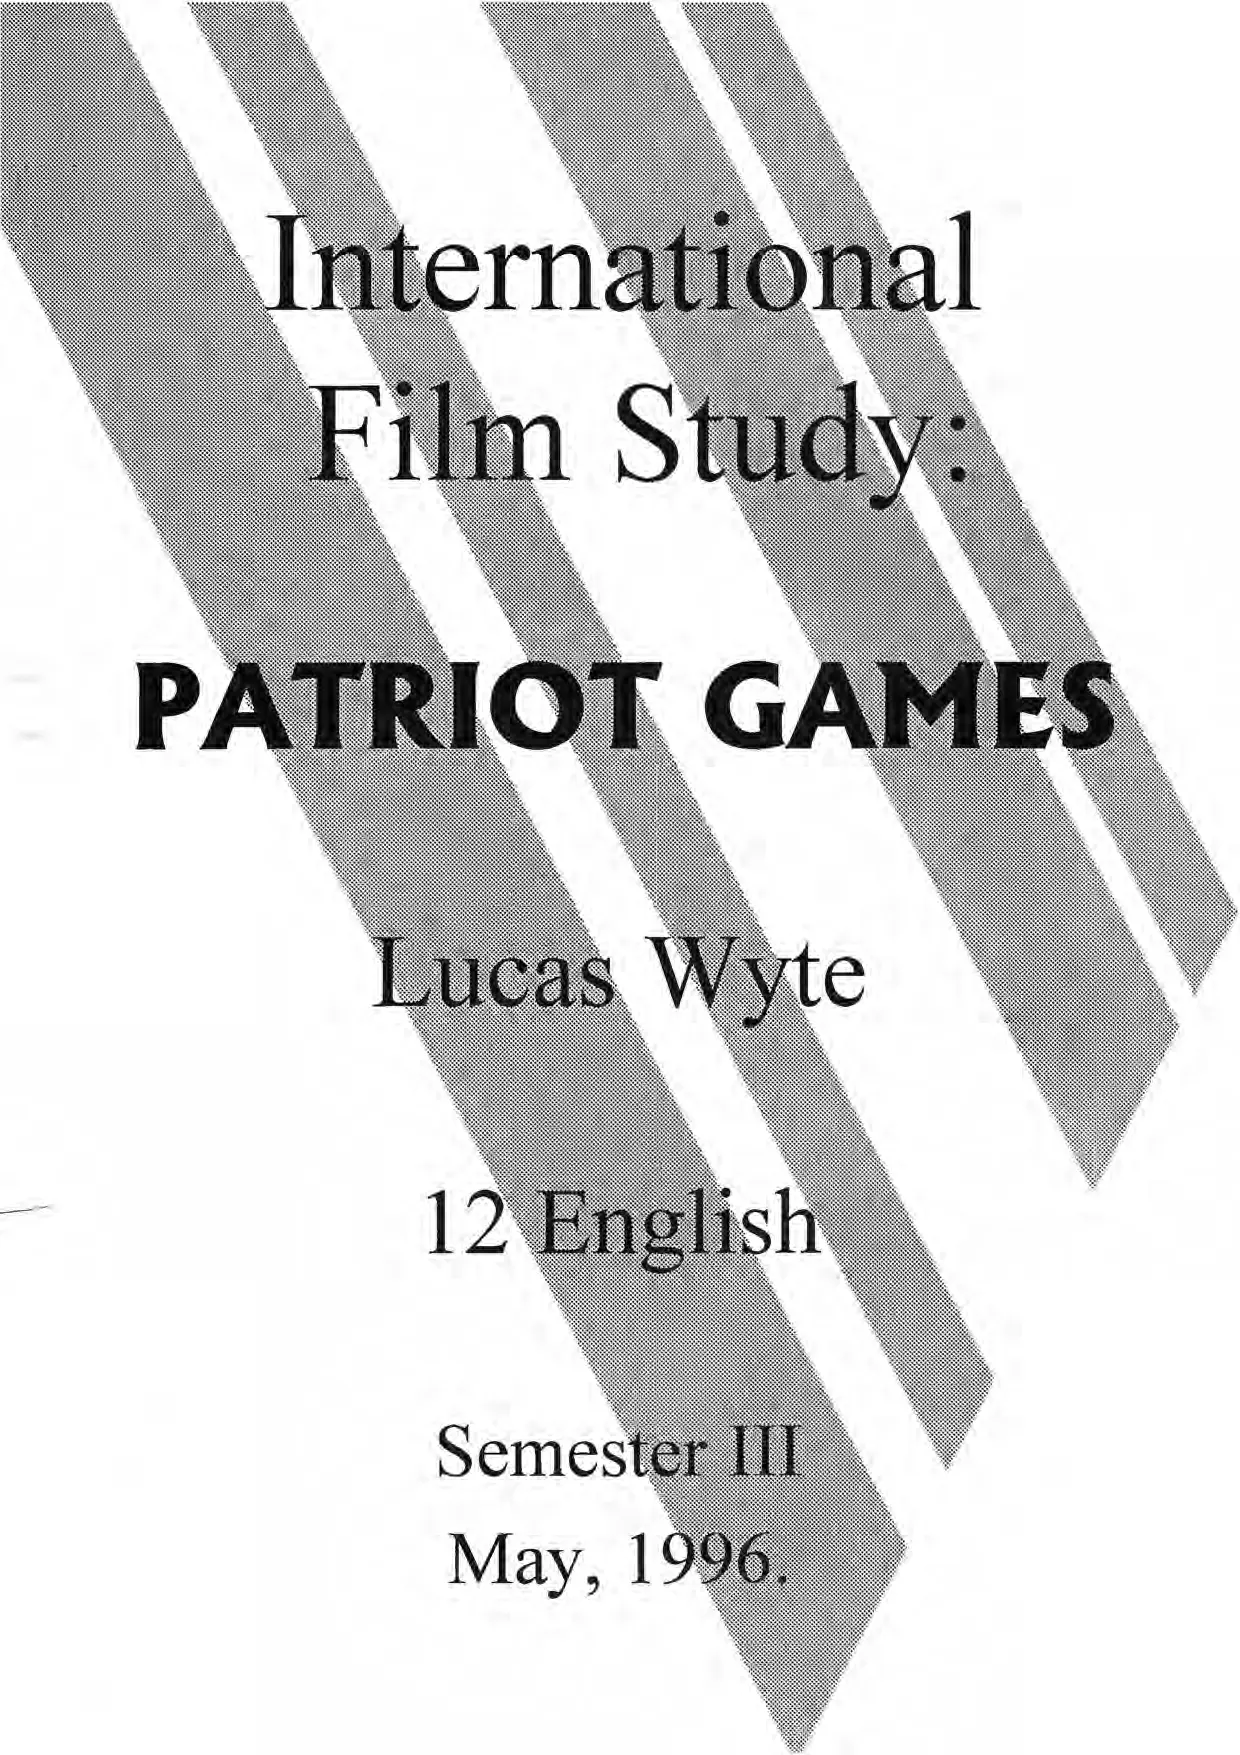 International
Film Study:
PATRIOT GAMES
Lucas Wyte
12 English
Semester III
May, 1996.